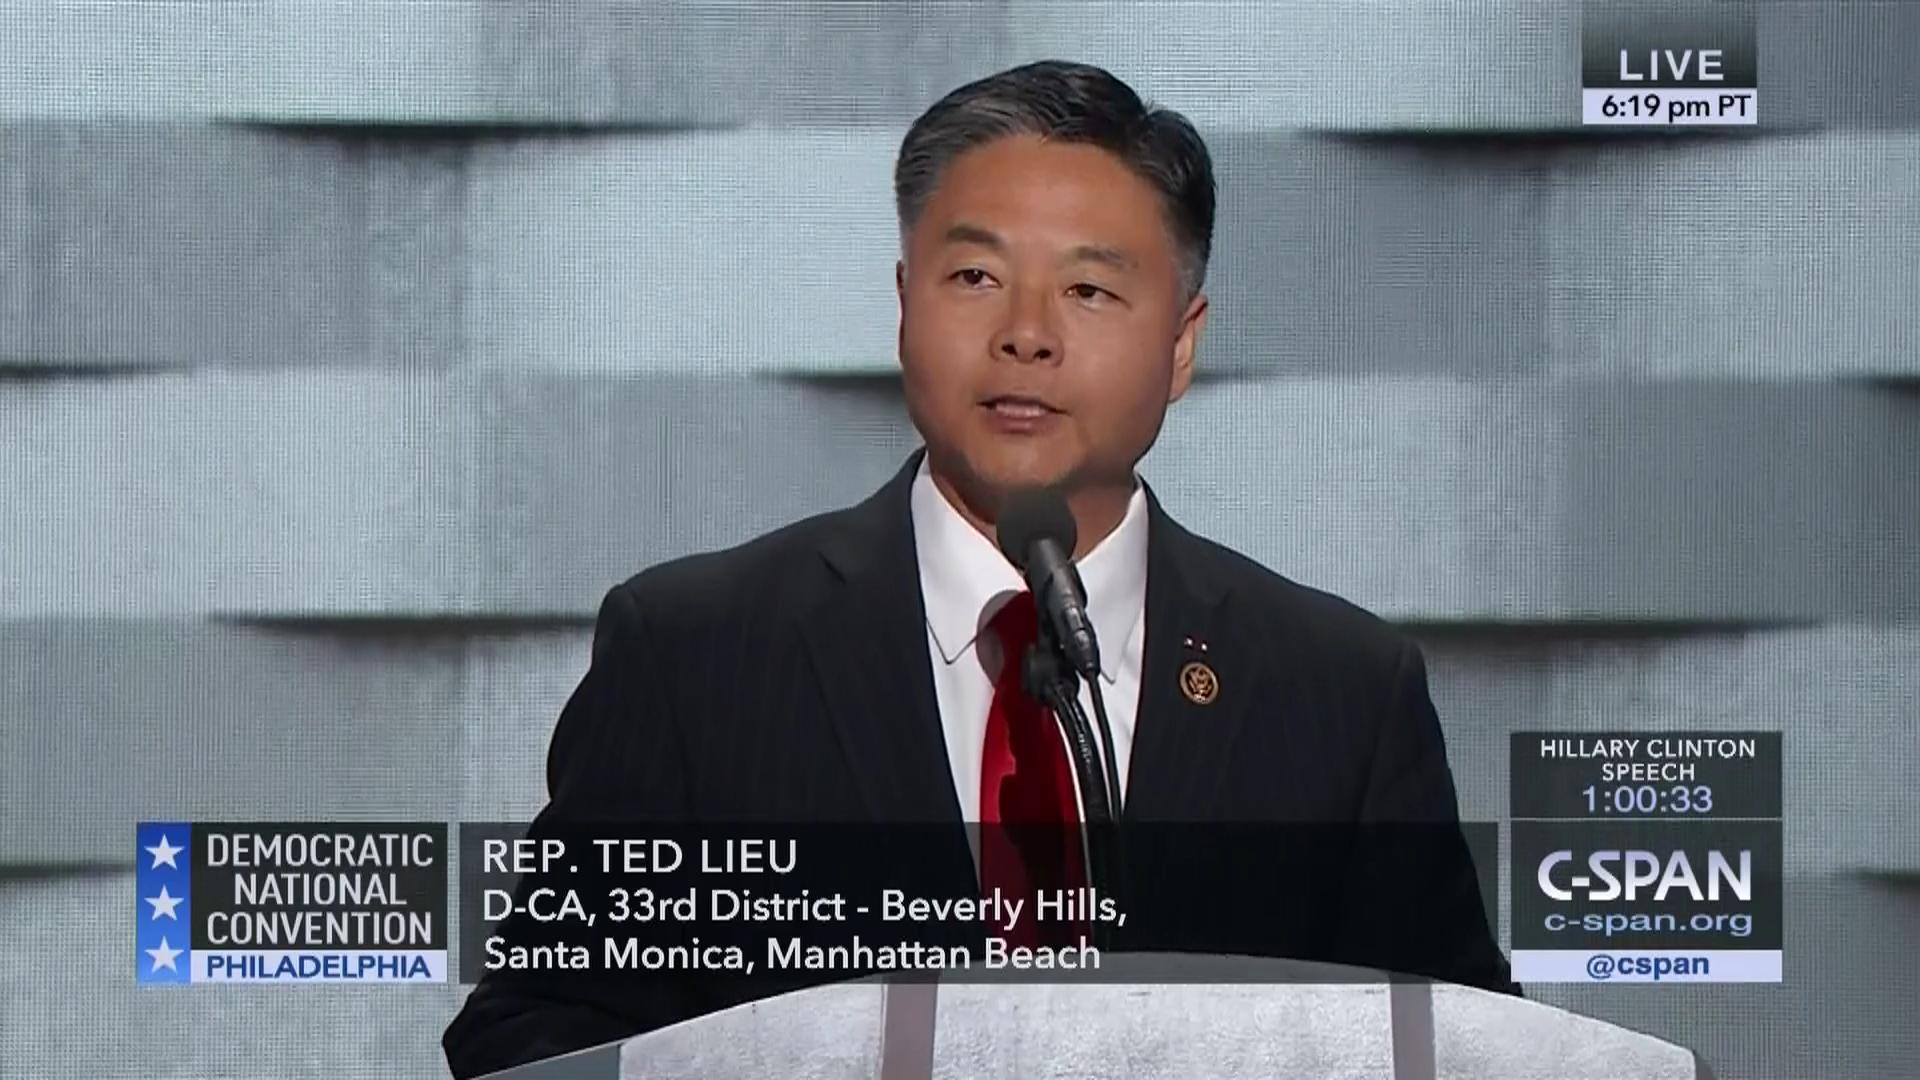 LIVE
6:19 pm PT
HILLARY CLINTON
SPEECH
1:00:33
DEMOCRATIC
NATIONAL
CONVENTION
PHILADELPHIA
REP. TED LIEU
D-CA, 33rd District - Beverly Hills,
Santa Monica, Manhattan Beach
C-SPAN
c-span.org
@cspan